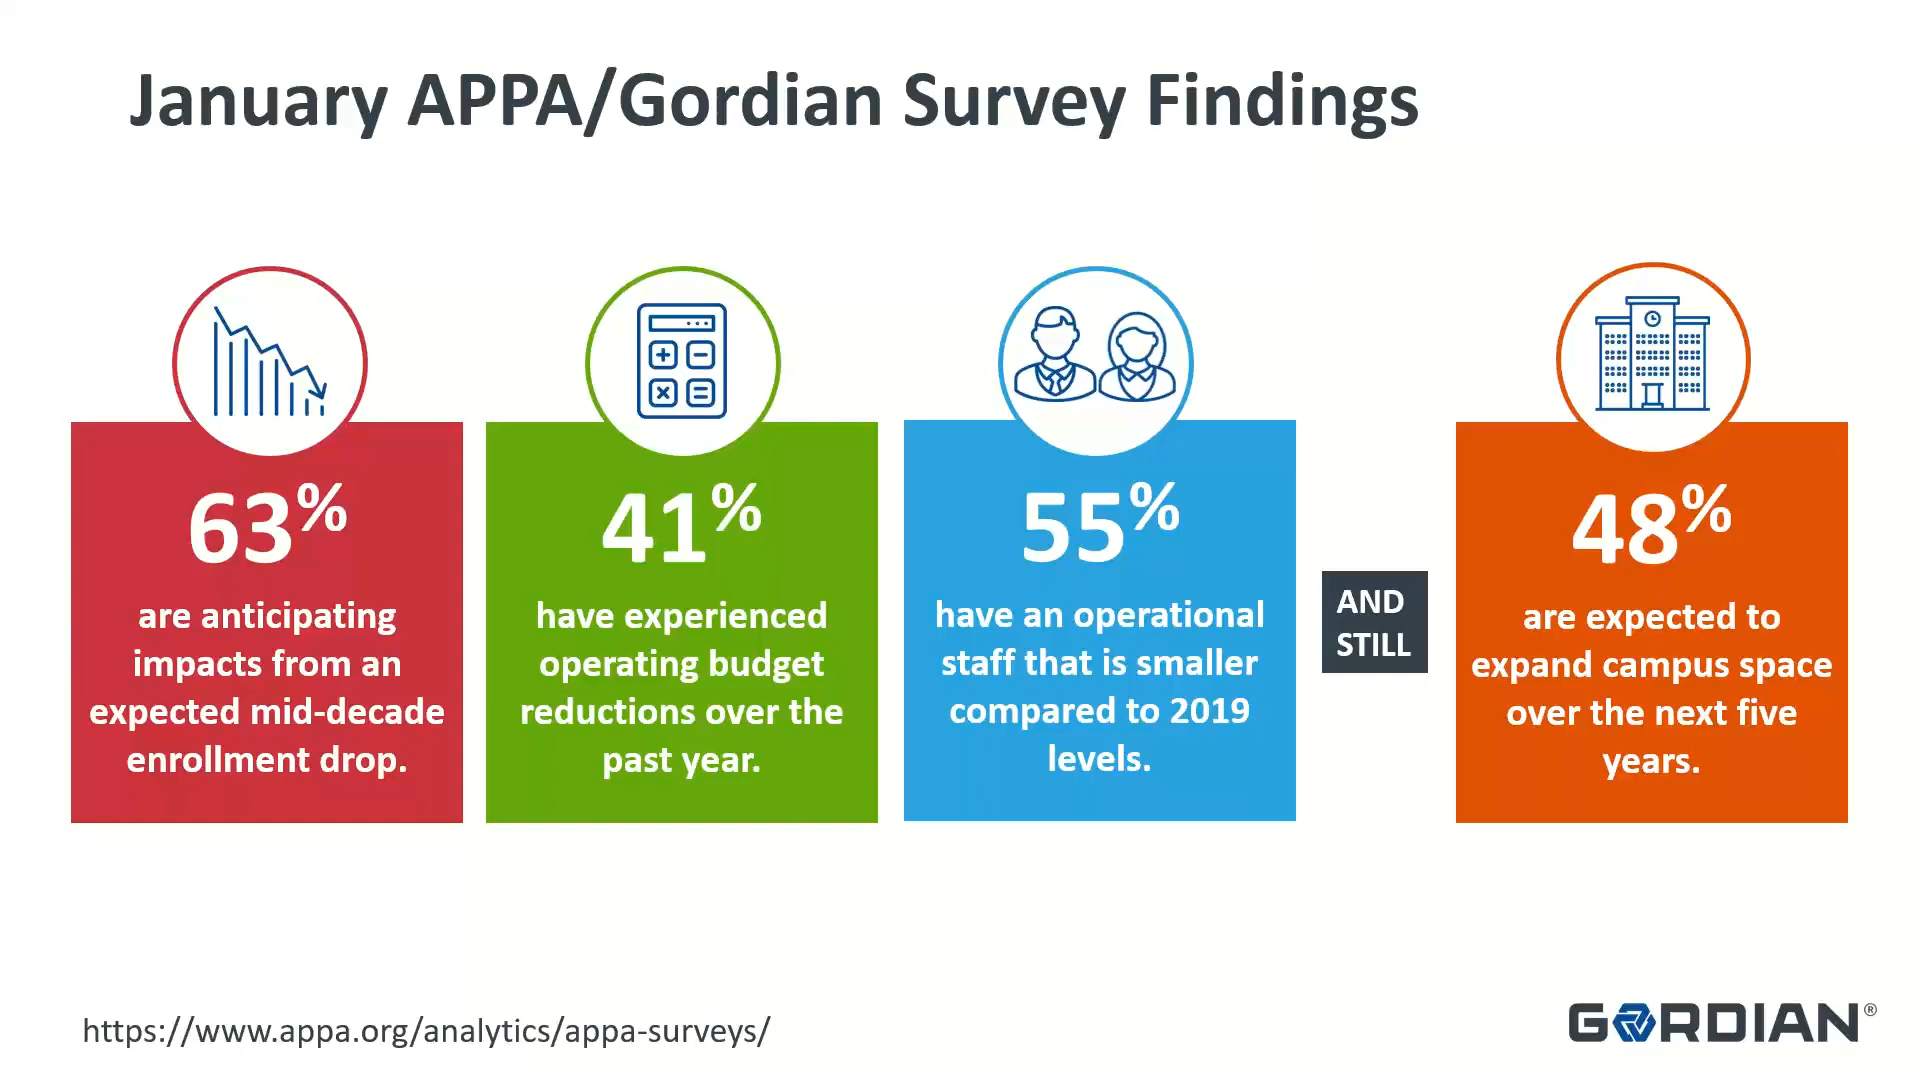 January APPA/Gordian Survey Findings
63%
are anticipating
impacts from an
expected mid-decade
enrollment drop.
41%
have experienced
operating budget
reductions over the
past year.
55%
have an operational
staff that is smaller
compared to 2019
levels.
AND
STILL
48%
are expected to
expand campus space
over the next five
years.
https://www.appa.org/analytics/appa-surveys/
GORDIAN®